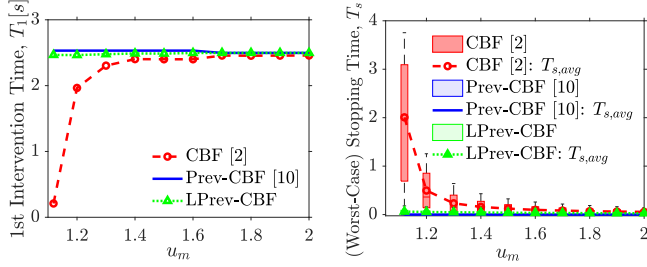 1st Intervention Time, T₁[s]
3
2
1
0
1.2 1.4 1.6 1.8 2
uₘ
CBF [2]
Prev-CBF [10]
LPrev-CBF
(Worst-Case) Stopping Time, Tₛ
4
3
2
1
0
1.2 1.4 1.6 1.8 2
uₘ
CBF [2]
CBF [2]: Tₛ,ₐᵥg
Prev-CBF [10]
Prev-CBF [10]: Tₛ,ₐᵥg
LPrev-CBF
LPrev-CBF: Tₛ,ₐᵥg